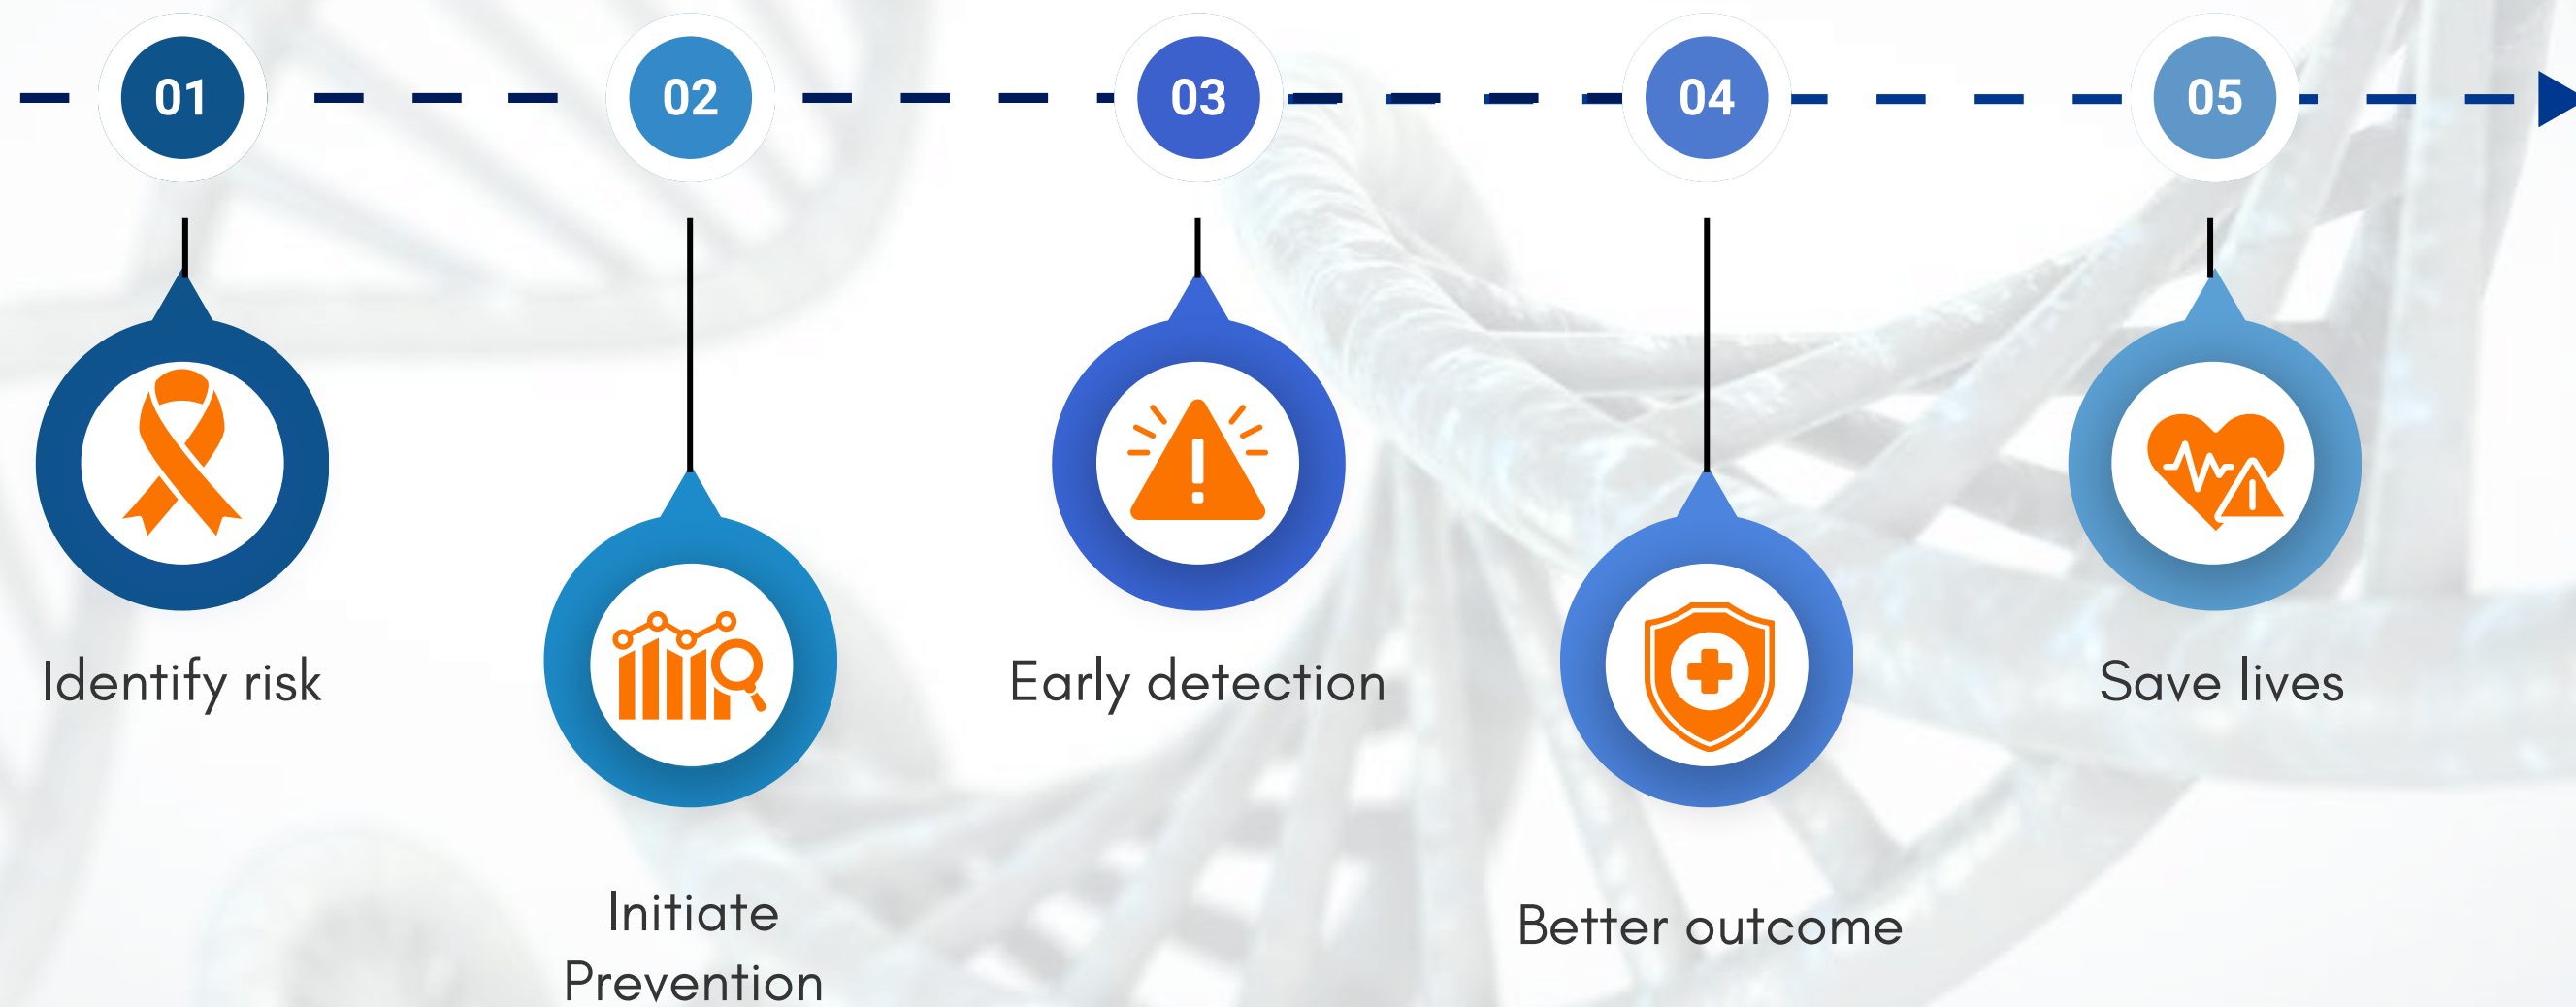 01
02
03
04
05
Identify risk
Initiate
Prevention
Early detection
Better outcome
Save lives